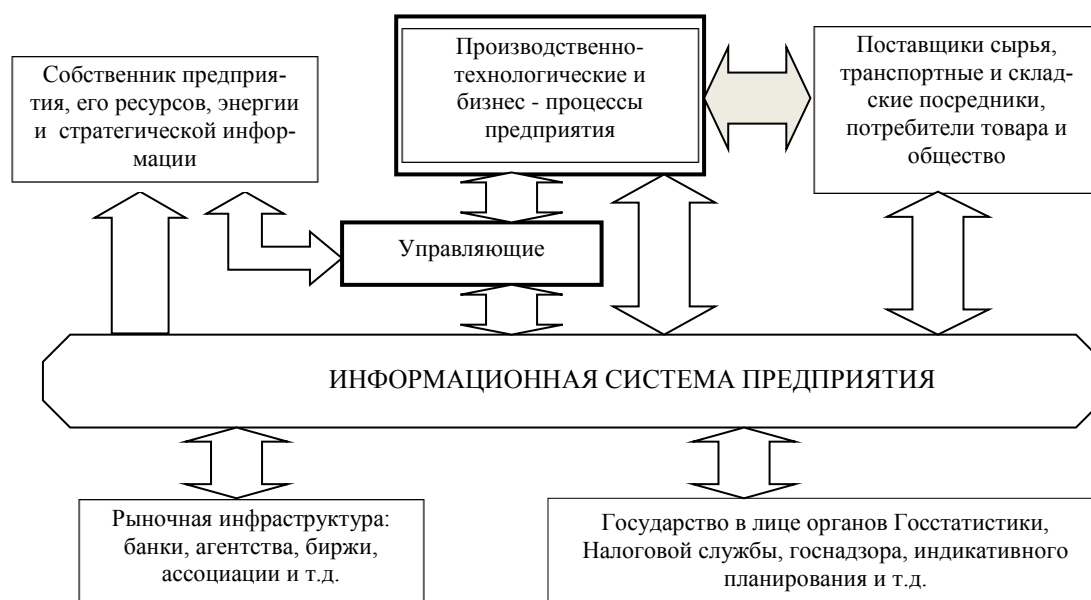 Собственник предприя-
тия, его ресурсов, энергии
и стратегической инфор-
мации
Производственно-
технологические и
бизнес - процессы
предприятия
Поставщики сырья,
транспортные и склад-
ские посредники,
потребители товара и
общество
Управляющие
ИНФОРМАЦИОННАЯ СИСТЕМА ПРЕДПРИЯТИЯ
Рыночная инфраструктура:
банки, агентства, биржи,
ассоциации и т.д.
Государство в лице органов Госстатистики,
Налоговой службы, госнадзора, индикативного
планирования и т.д.